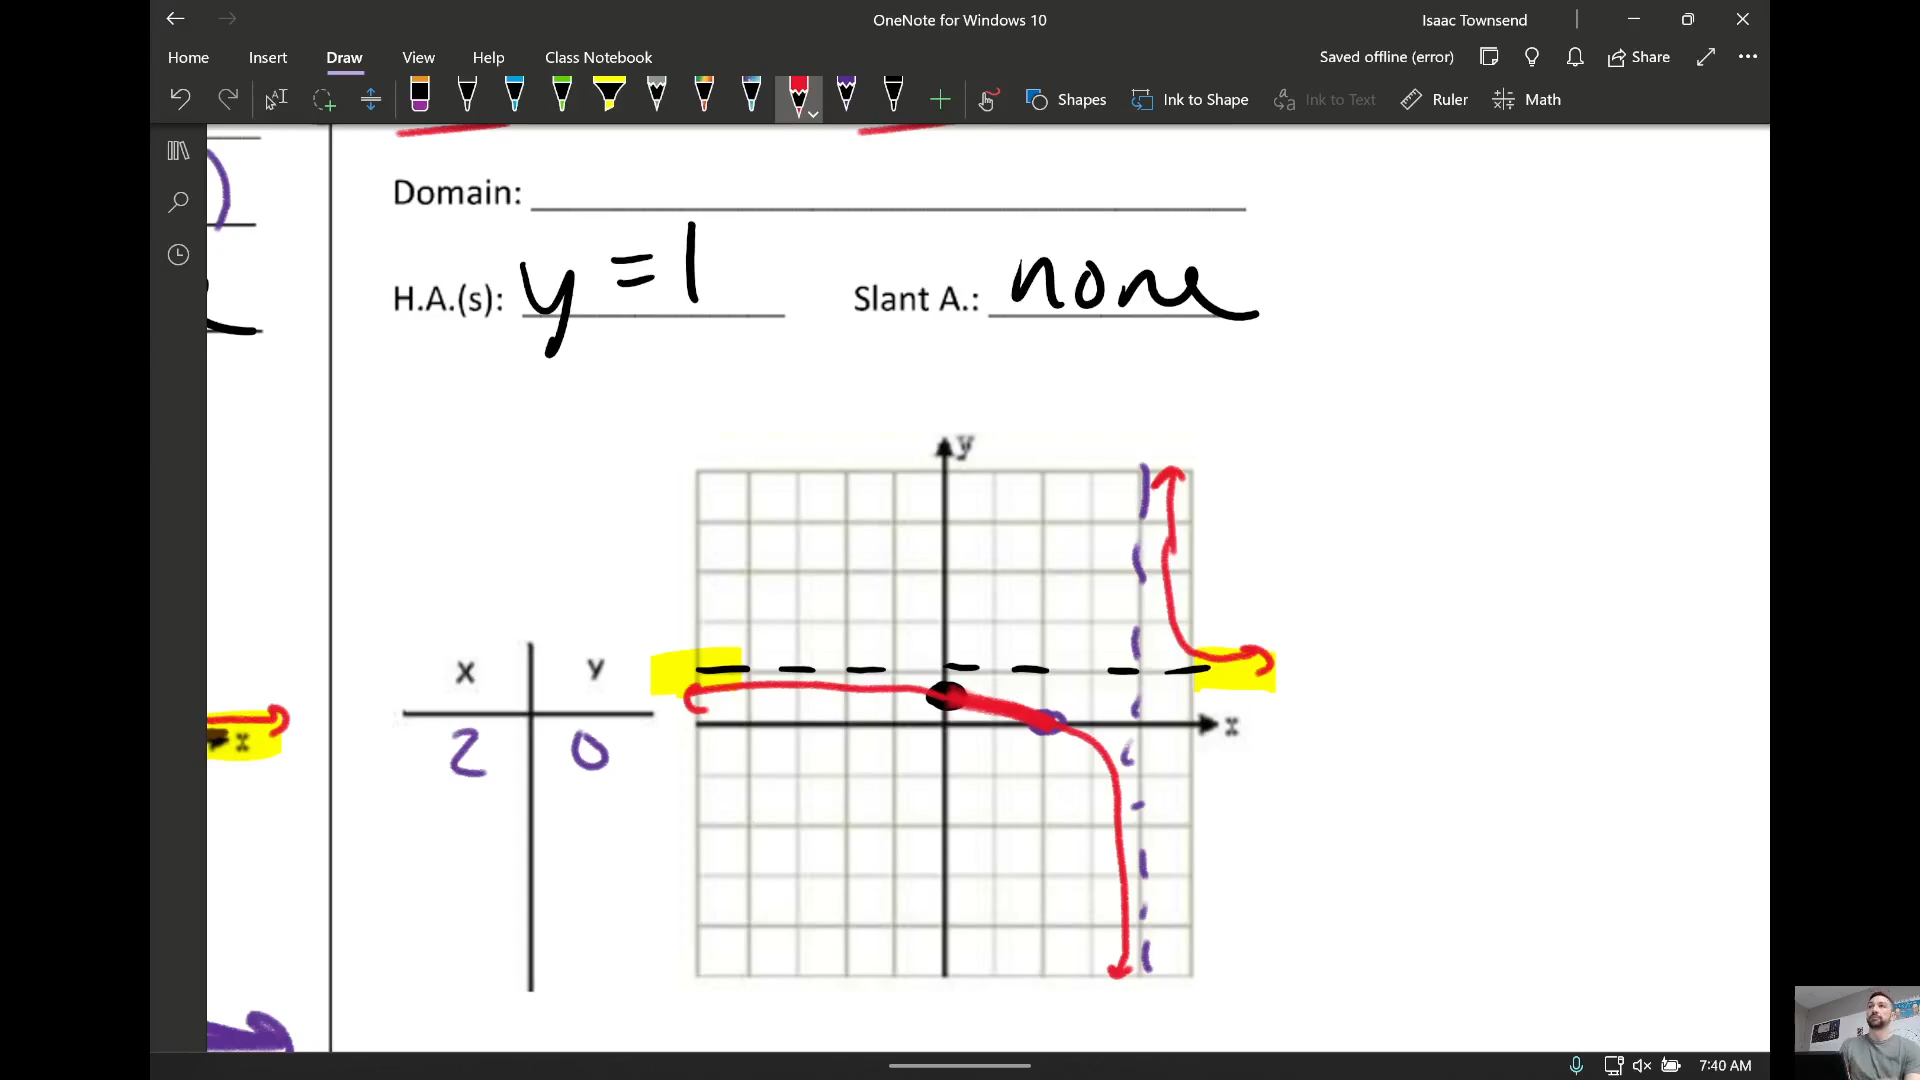 OneNote for Windows 10
Isaac Townsend
Home Insert Draw View Help Class Notebook
Saved offline (error) Share
Shapes Ink to Shape Ink to Text Ruler Math
Domain:
H.A.(s): y = 1 Slant A.: none
y
x y
x
x
2 0
7:40 AM